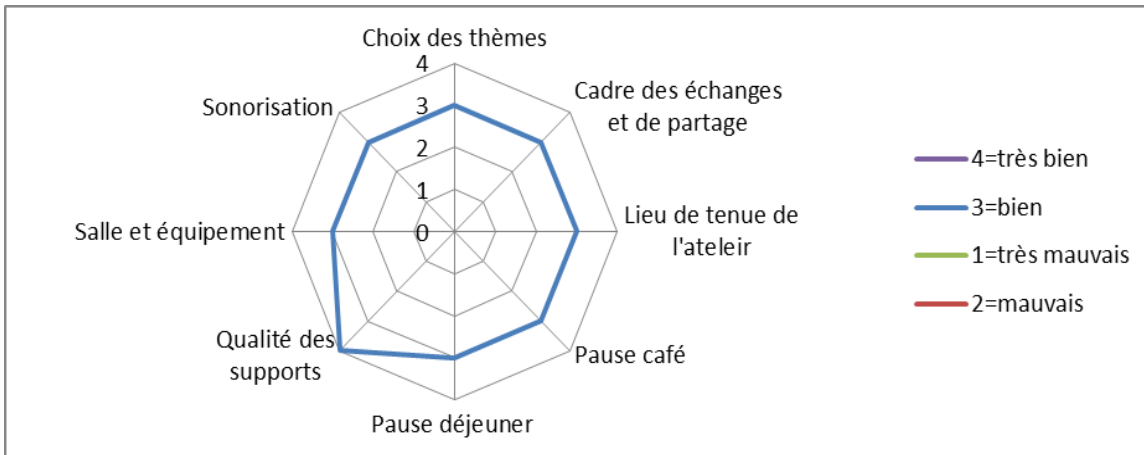 Choix des thèmes
4
3
2
1
0
Cadre des échanges
et de partage
Lieu de tenue de
l'ateleir
Pause café
Pause déjeuner
Qualité des
supports
Salle et équipement
Sonorisation
4=très bien
3=bien
1=très mauvais
2=mauvais